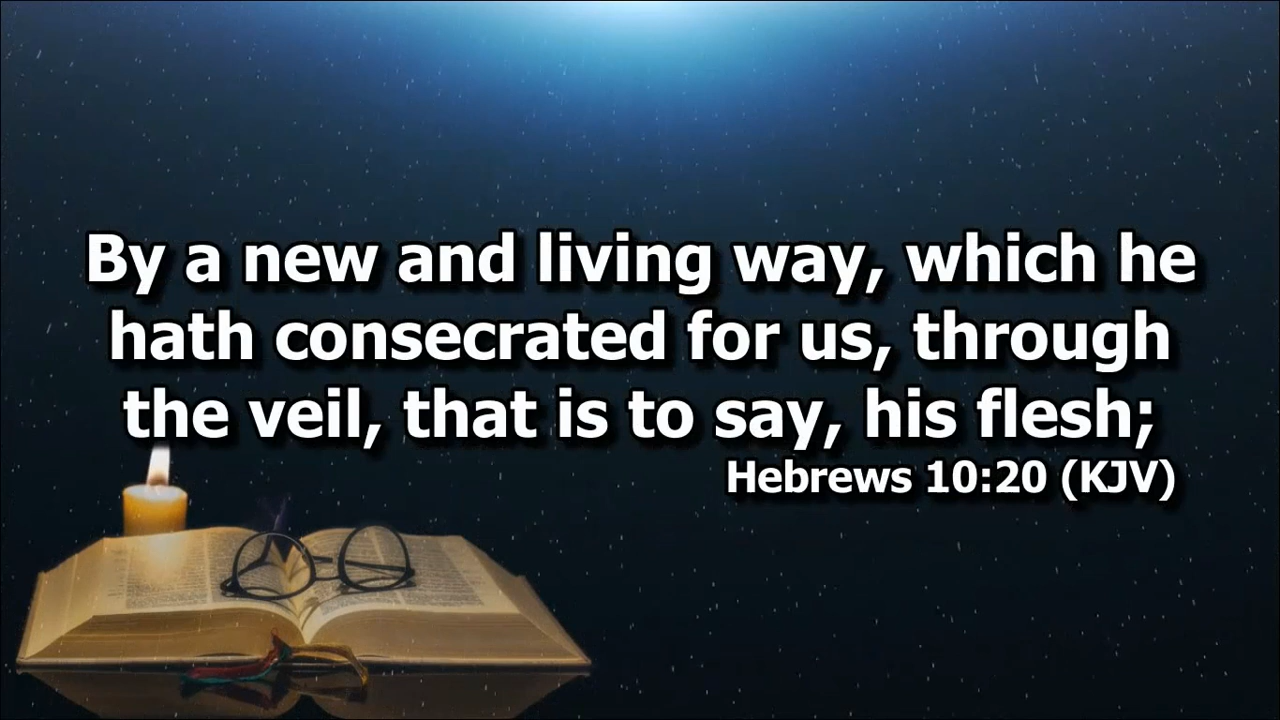 By a new and living way, which he
hath consecrated for us, through
the veil, that is to say, his flesh;
Hebrews 10:20 (KJV)